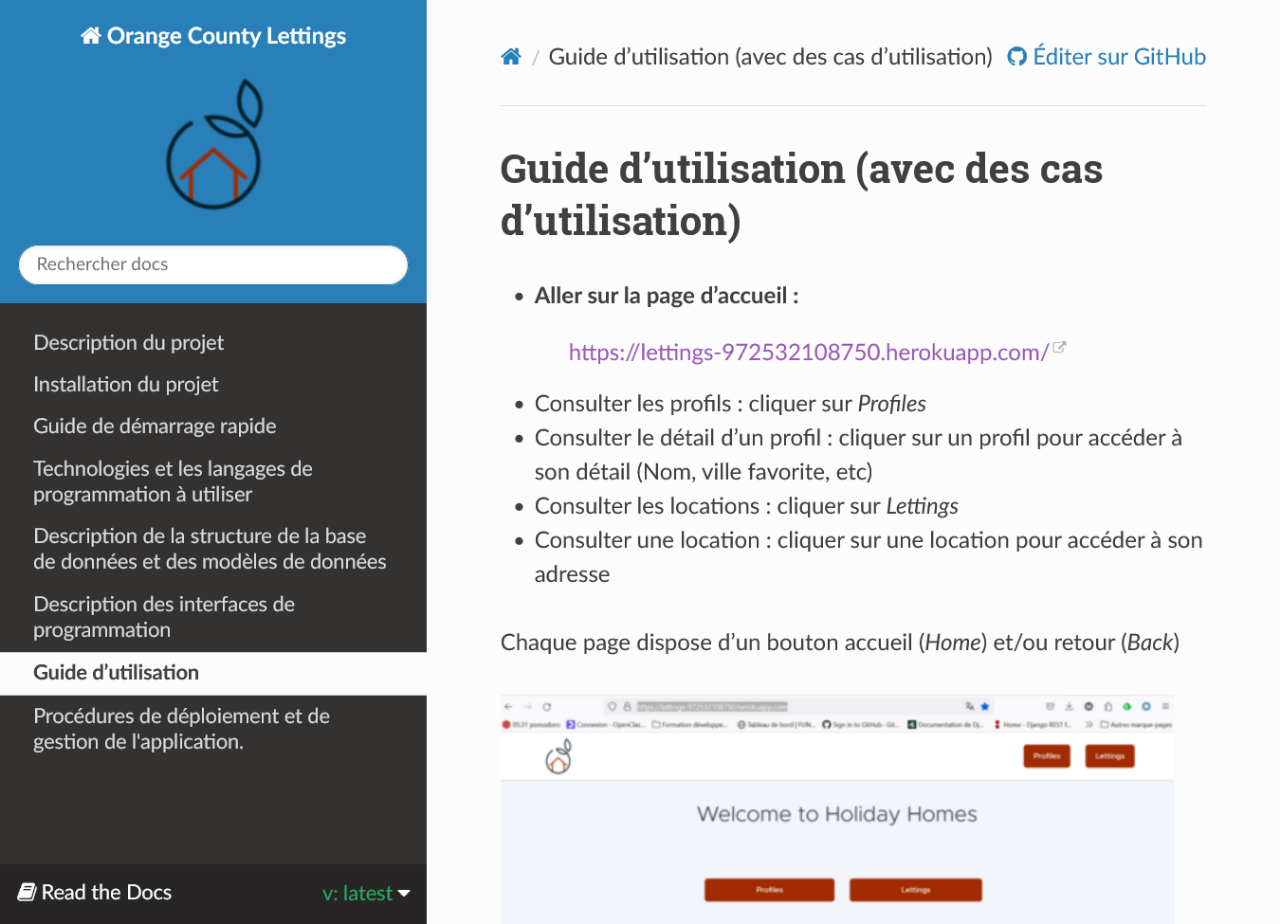 Orange County Lettings
Rechercher docs
Description du projet
Installation du projet
Guide de démarrage rapide
Technologies et les langages de
programmation à utiliser
Description de la structure de la base
de données et des modèles de données
Description des interfaces de
programmation
Guide d’utilisation
Procédures de déploiement et de
gestion de l'application.
Read the Docs
v: latest
/ Guide d’utilisation (avec des cas d’utilisation) Éditer sur GitHub
Guide d’utilisation (avec des cas
d’utilisation)
• Aller sur la page d’accueil :
https://lettings-972532108750.herokuapp.com/
• Consulter les profils : cliquer sur Profiles
• Consulter le détail d’un profil : cliquer sur un profil pour accéder à
son détail (Nom, ville favorite, etc)
• Consulter les locations : cliquer sur Lettings
• Consulter une location : cliquer sur une location pour accéder à son
adresse
Chaque page dispose d’un bouton accueil (Home) et/ou retour (Back)
https://lettings-972532108750.herokuapp.com
05:31 pomodoro Connexion - OpenClas... Formation développe... Tableau de bord | FUN... Sign in to GitHub · Git... Documentation de Dj... Home - Django REST f... Autres marque-pages
Profiles Lettings
Welcome to Holiday Homes
Profiles Lettings